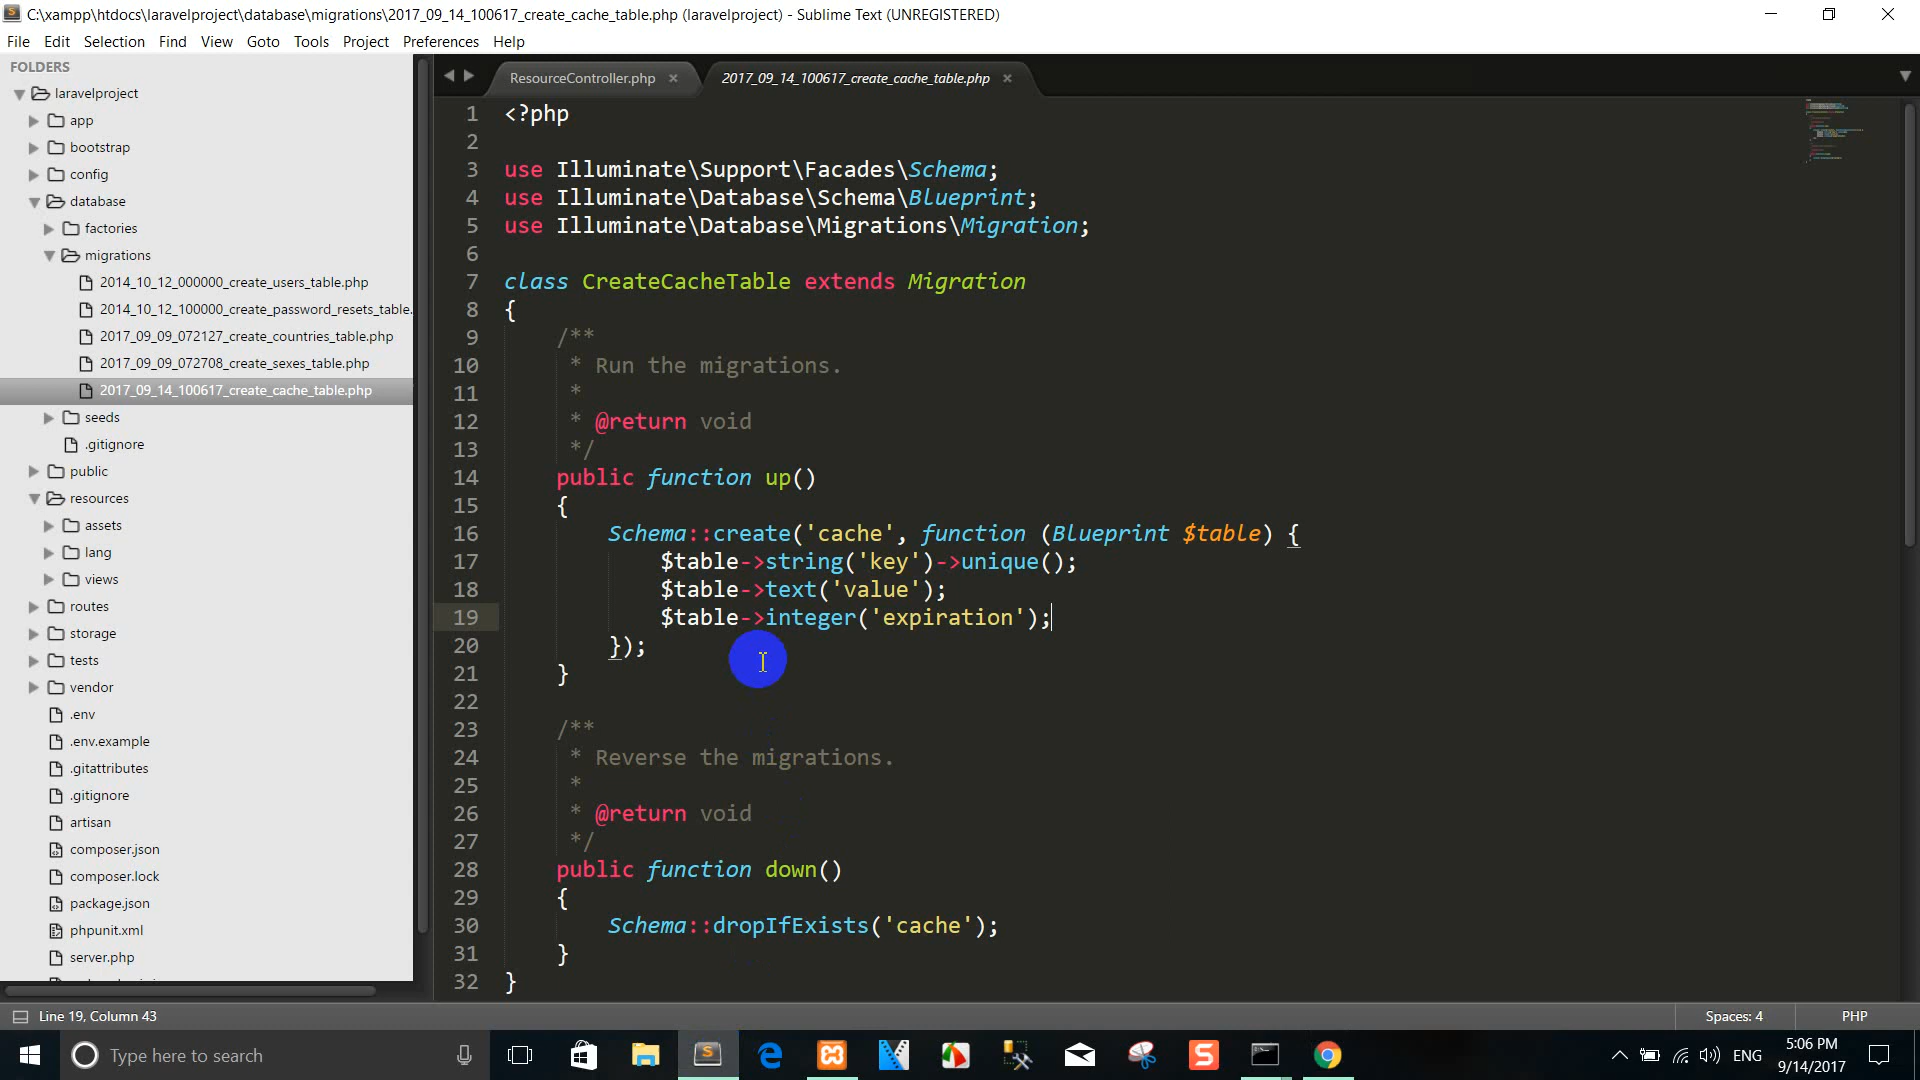 C:\xampp\htdocs\laravelproject\database\migrations\2017_09_14_100617_create_cache_table.php (laravelproject) - Sublime Text (UNREGISTERED)
File Edit Selection Find View Goto Tools Project Preferences Help
FOLDERS
laravelproject
app
bootstrap
config
database
factories
migrations
2014_10_12_000000_create_users_table.php
2014_10_12_100000_create_password_resets_table.
2017_09_09_072127_create_countries_table.php
2017_09_09_072708_create_sexes_table.php
2017_09_14_100617_create_cache_table.php
seeds
.gitignore
public
resources
assets
lang
views
routes
storage
tests
vendor
.env
.env.example
.gitattributes
.gitignore
artisan
composer.json
composer.lock
package.json
phpunit.xml
server.php
ResourceController.php
2017_09_14_100617_create_cache_table.php
1 <?php
2
3 use Illuminate\Support\Facades\Schema;
4 use Illuminate\Database\Schema\Blueprint;
5 use Illuminate\Database\Migrations\Migration;
6
7 class CreateCacheTable extends Migration
8 {
9     /**
10      * Run the migrations.
11      *
12      * @return void
13      */
14     public function up()
15     {
16         Schema::create('cache', function (Blueprint $table) {
17             $table->string('key')->unique();
18             $table->text('value');
19             $table->integer('expiration');
20         });
21     }
22
23     /**
24      * Reverse the migrations.
25      *
26      * @return void
27      */
28     public function down()
29     {
30         Schema::dropIfExists('cache');
31     }
32 }
Line 19, Column 43
Spaces: 4
PHP
Type here to search
ENG
5:06 PM
9/14/2017